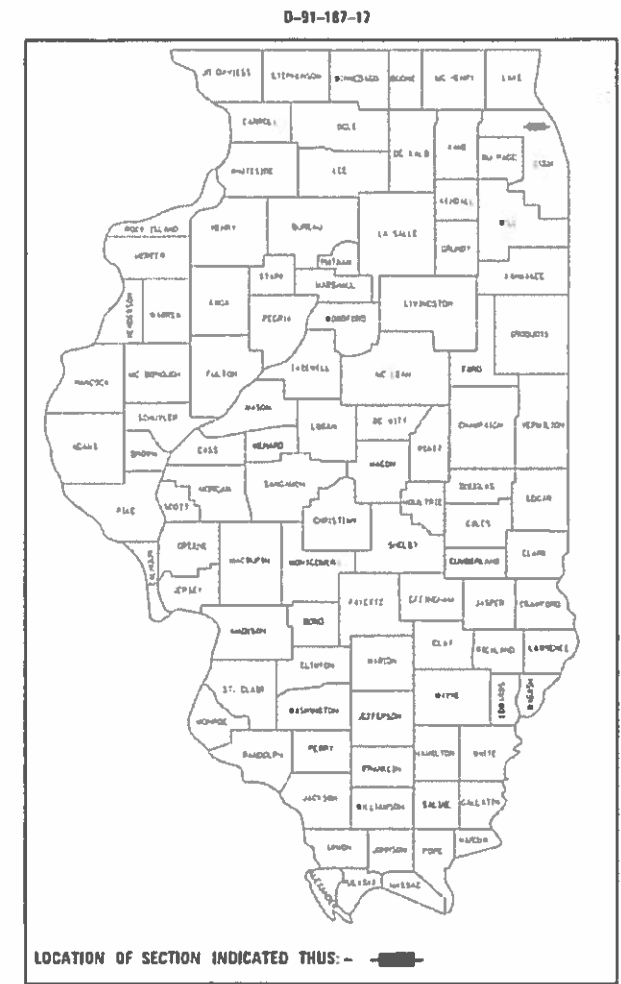 D-91-187-17
JO DAVIESS STEPHENSON WINNEBAGO BOONE MC HENRY LAKE
CARROLL OGLE
DE KALB KANE DU PAGE COOK
WHITESIDE LEE
KENDALL WILL
ROCK ISLAND HENRY BUREAU LA SALLE
MERCER GRUNDY
PUTNAM
STARK MARSHALL KANKAKEE
HENDERSON WARREN KNOX PEORIA WOODFORD LIVINGSTON
IROQUOIS
HANCOCK MC DONOUGH FULTON TAZEWELL MC LEAN FORD
MASON
SCHUYLER LOGAN DE WITT CHAMPAIGN VERMILION
ADAMS BROWN CASS MENARD PIATT
MACON
MORGAN SANGAMON DOUGLAS
PIKE SCOTT MOULTRIE EDGAR
CHRISTIAN COLES
GREENE MACOUPIN SHELBY CLARK
CALHOUN MONTGOMERY CUMBERLAND
JERSEY FAYETTE EFFINGHAM JASPER CRAWFORD
MADISON BOND
CLAY RICHLAND LAWRENCE
CLINTON MARION
ST. CLAIR WAYNE EDWARDS WABASH
MONROE WASHINGTON JEFFERSON
RANDOLPH PERRY HAMILTON WHITE
FRANKLIN
JACKSON WILLIAMSON SALINE GALLATIN
UNION JOHNSON POPE HARDIN
ALEXANDER PULASKI MASSAC
LOCATION OF SECTION INDICATED THUS: -